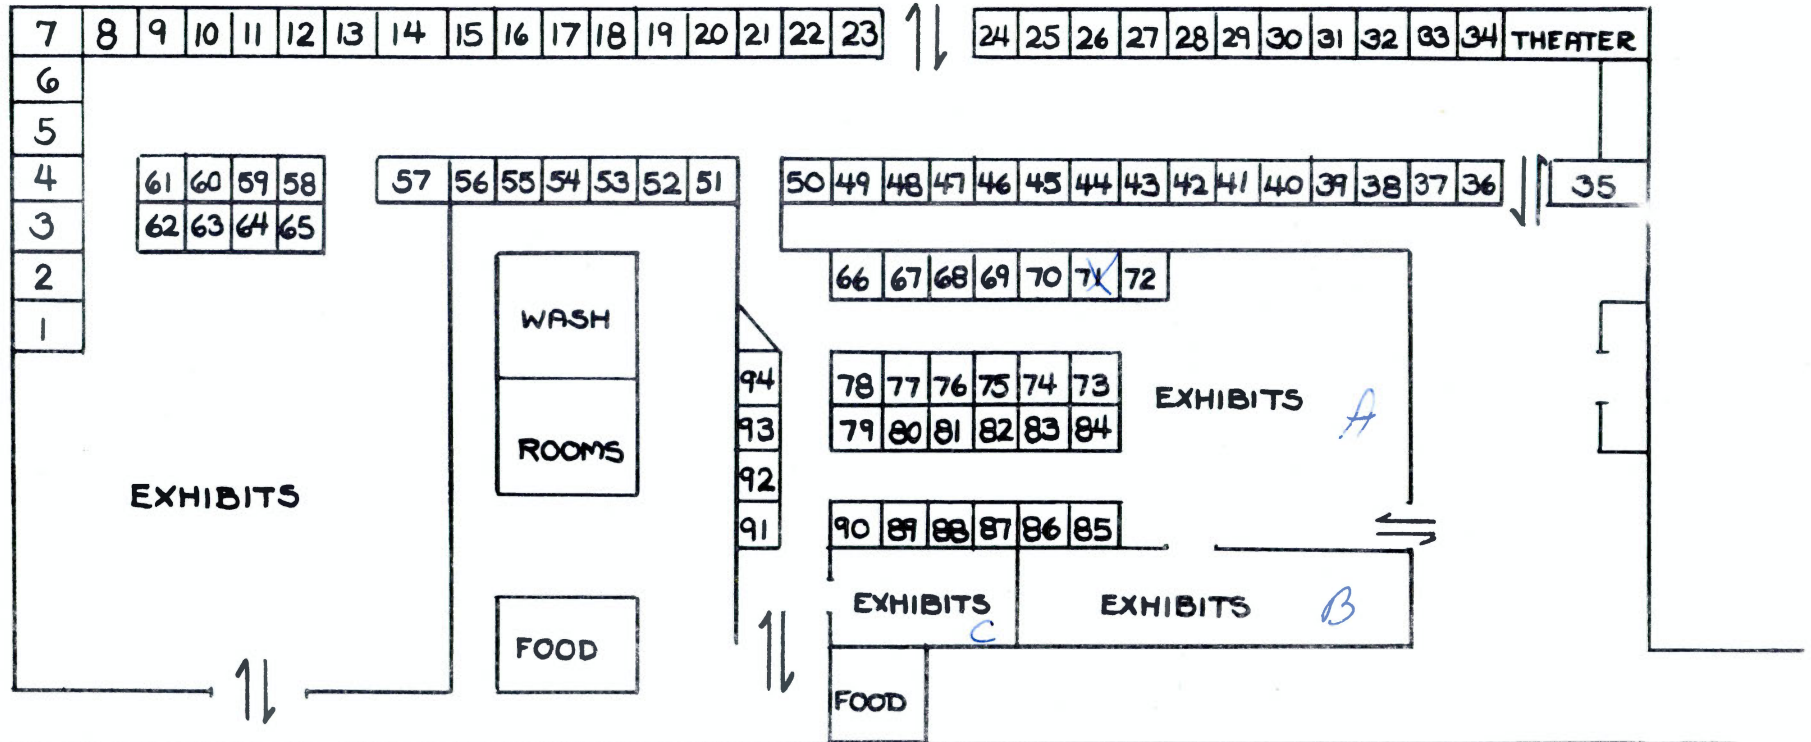 7 8 9 10 11 12 13 14 15 16 17 18 19 20 21 22 23 24 25 26 27 28 29 30 31 32 33 34 THEATER
6
5
4 61 60 59 58 57 56 55 54 53 52 51 50 49 48 47 46 45 44 43 42 41 40 39 38 37 36 35
3 62 63 64 65
2 66 67 68 69 70 71 72
1 WASH
94 78 77 76 75 74 73 EXHIBITS A
93 79 80 81 82 83 84
ROOMS
92
EXHIBITS
91 90 89 88 87 86 85
EXHIBITS C EXHIBITS B
FOOD
FOOD